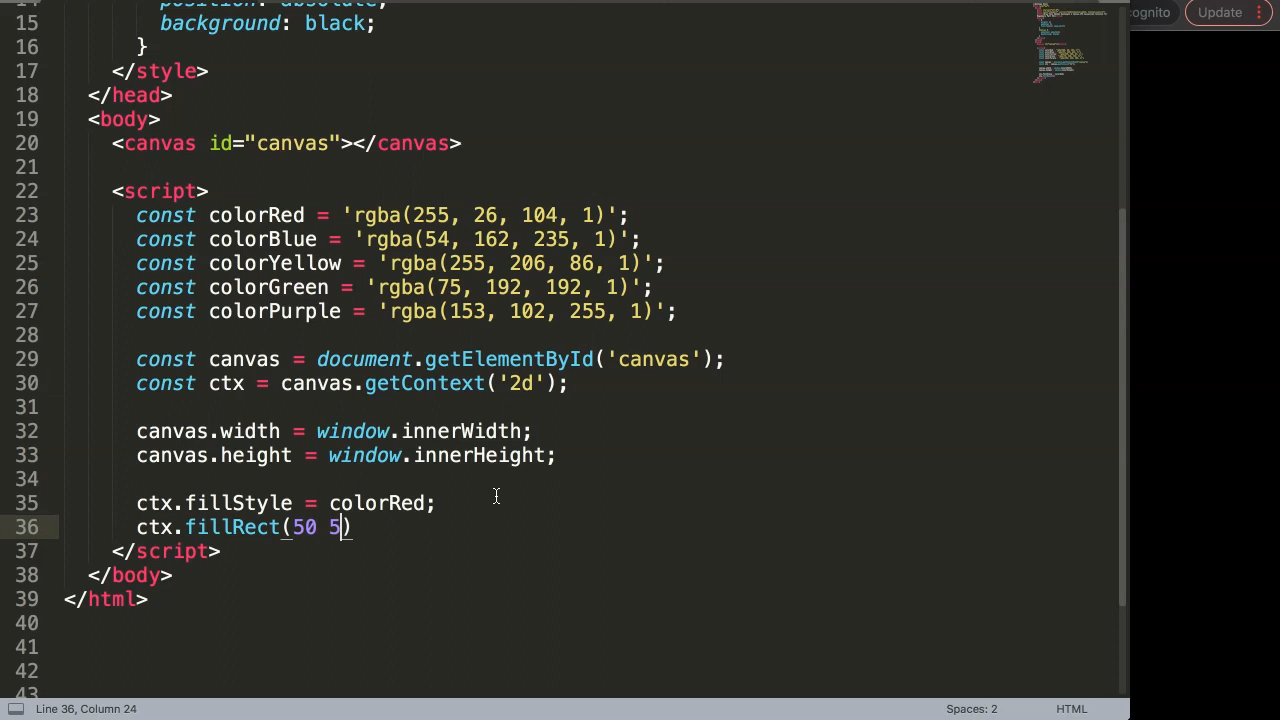 14 position: absolute;
15 background: black;
16 }
17 </style>
18 </head>
19 <body>
20 <canvas id="canvas"></canvas>
21
22 <script>
23 const colorRed = 'rgba(255, 26, 104, 1)';
24 const colorBlue = 'rgba(54, 162, 235, 1)';
25 const colorYellow = 'rgba(255, 206, 86, 1)';
26 const colorGreen = 'rgba(75, 192, 192, 1)';
27 const colorPurple = 'rgba(153, 102, 255, 1)';
28
29 const canvas = document.getElementById('canvas');
30 const ctx = canvas.getContext('2d');
31
32 canvas.width = window.innerWidth;
33 canvas.height = window.innerHeight;
34
35 ctx.fillStyle = colorRed;
36 ctx.fillRect(50 5)
37 </script>
38 </body>
39 </html>
40
41
42
43
Line 36, Column 24 Spaces: 2 HTML
cognito Update